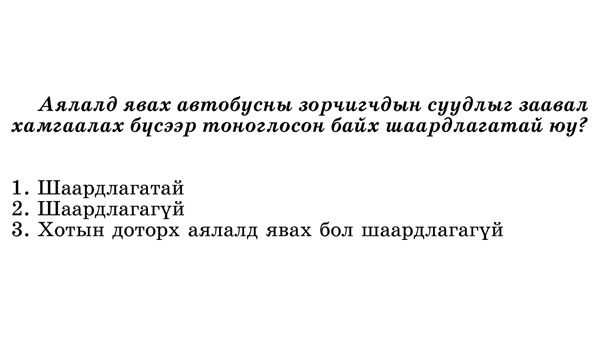 Аялалд явах автобусны зорчигчдын суудлыг заавал
хамгаалах бүсээр тоноглосон байх шаардлагатай юу?
1. Шаардлагатай
2. Шаардлагагүй
3. Хотын доторх аялалд явах бол шаардлагагүй